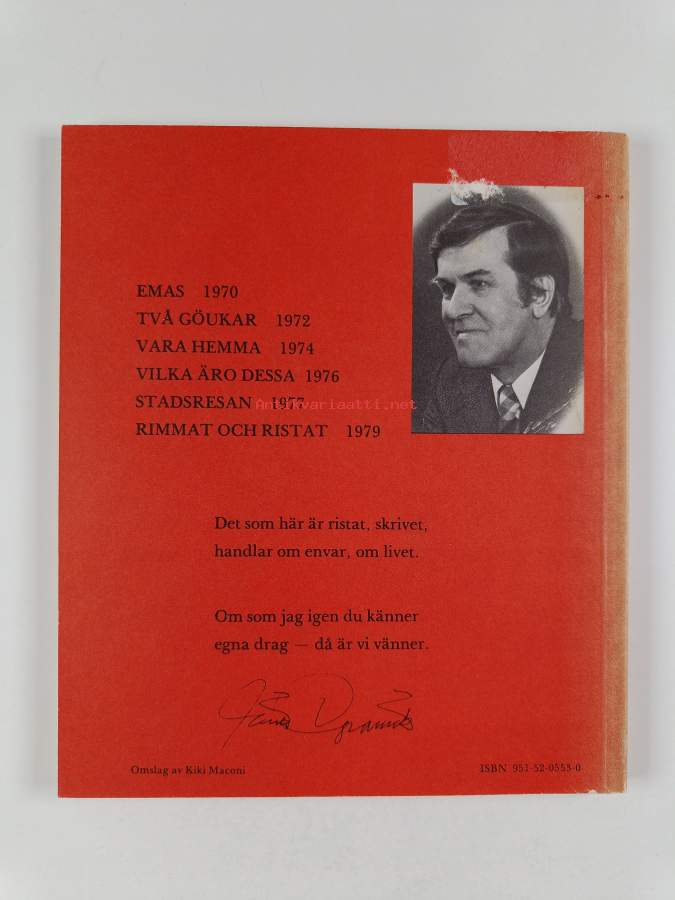 EMAS 1970
TVÅ GÖUKAR 1972
VARA HEMMA 1974
VILKA ÄRO DESSA 1976
STADSRESAN 1977
Antikvariaatti.net
RIMMAT OCH RISTAT 1979
Det som här är ristat, skrivet,
handlar om envar, om livet.
Om som jag igen du känner
egna drag — då är vi vänner.
Omslag av Kiki Maconi
ISBN 951-52-0553-0